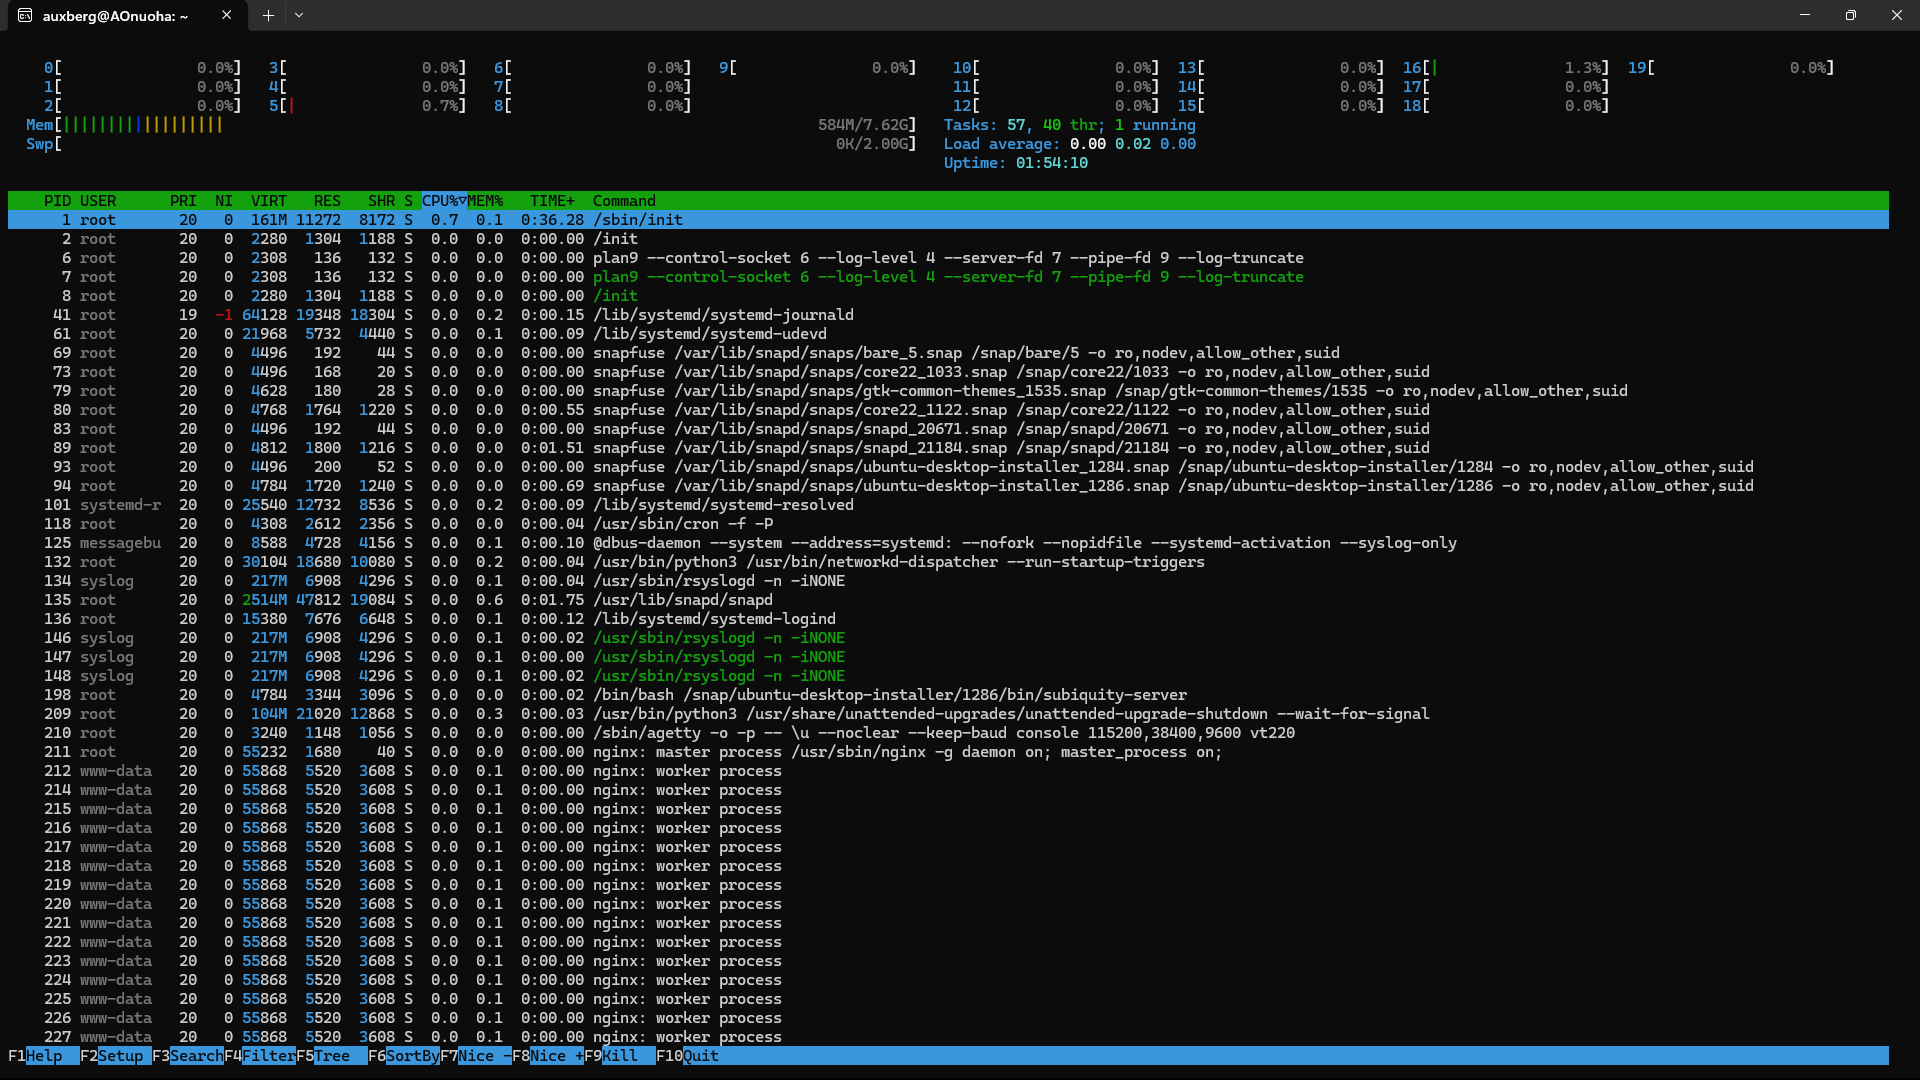 auxberg@AOnuoha: ~
0[ 0.0%] 3[ 0.0%] 6[ 0.0%] 9[ 0.0%] 10[ 0.0%] 13[ 0.0%] 16[| 1.3%] 19[ 0.0%]
1[ 0.0%] 4[ 0.0%] 7[ 0.0%] 11[ 0.0%] 14[ 0.0%] 17[ 0.0%]
2[ 0.0%] 5[| 0.7%] 8[ 0.0%] 12[ 0.0%] 15[ 0.0%] 18[ 0.0%]
Mem[|||||||||||||||||| 584M/7.62G] Tasks: 57, 40 thr; 1 running
Swp[ 0K/2.00G] Load average: 0.00 0.02 0.00
Uptime: 01:54:10
PID USER PRI NI VIRT RES SHR S CPU%▽MEM% TIME+ Command
1 root 20 0 161M 11272 8172 S 0.7 0.1 0:36.28 /sbin/init
2 root 20 0 2280 1304 1188 S 0.0 0.0 0:00.00 /init
6 root 20 0 2308 136 132 S 0.0 0.0 0:00.00 plan9 --control-socket 6 --log-level 4 --server-fd 7 --pipe-fd 9 --log-truncate
7 root 20 0 2308 136 132 S 0.0 0.0 0:00.00 plan9 --control-socket 6 --log-level 4 --server-fd 7 --pipe-fd 9 --log-truncate
8 root 20 0 2280 1304 1188 S 0.0 0.0 0:00.00 /init
41 root 19 -1 64128 19348 18304 S 0.0 0.2 0:00.15 /lib/systemd/systemd-journald
61 root 20 0 21968 5732 4440 S 0.0 0.1 0:00.09 /lib/systemd/systemd-udevd
69 root 20 0 4496 192 44 S 0.0 0.0 0:00.00 snapfuse /var/lib/snapd/snaps/bare_5.snap /snap/bare/5 -o ro,nodev,allow_other,suid
73 root 20 0 4496 168 20 S 0.0 0.0 0:00.00 snapfuse /var/lib/snapd/snaps/core22_1033.snap /snap/core22/1033 -o ro,nodev,allow_other,suid
79 root 20 0 4628 180 28 S 0.0 0.0 0:00.00 snapfuse /var/lib/snapd/snaps/gtk-common-themes_1535.snap /snap/gtk-common-themes/1535 -o ro,nodev,allow_other,suid
80 root 20 0 4768 1764 1220 S 0.0 0.0 0:00.55 snapfuse /var/lib/snapd/snaps/core22_1122.snap /snap/core22/1122 -o ro,nodev,allow_other,suid
83 root 20 0 4496 192 44 S 0.0 0.0 0:00.00 snapfuse /var/lib/snapd/snaps/snapd_20671.snap /snap/snapd/20671 -o ro,nodev,allow_other,suid
89 root 20 0 4812 1800 1216 S 0.0 0.0 0:01.51 snapfuse /var/lib/snapd/snaps/snapd_21184.snap /snap/snapd/21184 -o ro,nodev,allow_other,suid
93 root 20 0 4496 200 52 S 0.0 0.0 0:00.00 snapfuse /var/lib/snapd/snaps/ubuntu-desktop-installer_1284.snap /snap/ubuntu-desktop-installer/1284 -o ro,nodev,allow_other,suid
94 root 20 0 4784 1720 1240 S 0.0 0.0 0:00.69 snapfuse /var/lib/snapd/snaps/ubuntu-desktop-installer_1286.snap /snap/ubuntu-desktop-installer/1286 -o ro,nodev,allow_other,suid
101 systemd-r 20 0 25540 12732 8536 S 0.0 0.2 0:00.09 /lib/systemd/systemd-resolved
118 root 20 0 4308 2612 2356 S 0.0 0.0 0:00.04 /usr/sbin/cron -f -P
125 messagebu 20 0 8588 4728 4156 S 0.0 0.1 0:00.10 @dbus-daemon --system --address=systemd: --nofork --nopidfile --systemd-activation --syslog-only
132 root 20 0 30104 18680 10080 S 0.0 0.2 0:00.04 /usr/bin/python3 /usr/bin/networkd-dispatcher --run-startup-triggers
134 syslog 20 0 217M 6908 4296 S 0.0 0.1 0:00.04 /usr/sbin/rsyslogd -n -iNONE
135 root 20 0 2514M 47812 19084 S 0.0 0.6 0:01.75 /usr/lib/snapd/snapd
136 root 20 0 15380 7676 6648 S 0.0 0.1 0:00.12 /lib/systemd/systemd-logind
146 syslog 20 0 217M 6908 4296 S 0.0 0.1 0:00.02 /usr/sbin/rsyslogd -n -iNONE
147 syslog 20 0 217M 6908 4296 S 0.0 0.1 0:00.00 /usr/sbin/rsyslogd -n -iNONE
148 syslog 20 0 217M 6908 4296 S 0.0 0.1 0:00.02 /usr/sbin/rsyslogd -n -iNONE
198 root 20 0 4784 3344 3096 S 0.0 0.0 0:00.02 /bin/bash /snap/ubuntu-desktop-installer/1286/bin/subiquity-server
209 root 20 0 104M 21020 12868 S 0.0 0.3 0:00.03 /usr/bin/python3 /usr/share/unattended-upgrades/unattended-upgrade-shutdown --wait-for-signal
210 root 20 0 3240 1148 1056 S 0.0 0.0 0:00.00 /sbin/agetty -o -p -- \u --noclear --keep-baud console 115200,38400,9600 vt220
211 root 20 0 55232 1680 40 S 0.0 0.0 0:00.00 nginx: master process /usr/sbin/nginx -g daemon on; master_process on;
212 www-data 20 0 55868 5520 3608 S 0.0 0.1 0:00.00 nginx: worker process
214 www-data 20 0 55868 5520 3608 S 0.0 0.1 0:00.00 nginx: worker process
215 www-data 20 0 55868 5520 3608 S 0.0 0.1 0:00.00 nginx: worker process
216 www-data 20 0 55868 5520 3608 S 0.0 0.1 0:00.00 nginx: worker process
217 www-data 20 0 55868 5520 3608 S 0.0 0.1 0:00.00 nginx: worker process
218 www-data 20 0 55868 5520 3608 S 0.0 0.1 0:00.00 nginx: worker process
219 www-data 20 0 55868 5520 3608 S 0.0 0.1 0:00.00 nginx: worker process
220 www-data 20 0 55868 5520 3608 S 0.0 0.1 0:00.00 nginx: worker process
221 www-data 20 0 55868 5520 3608 S 0.0 0.1 0:00.00 nginx: worker process
222 www-data 20 0 55868 5520 3608 S 0.0 0.1 0:00.00 nginx: worker process
223 www-data 20 0 55868 5520 3608 S 0.0 0.1 0:00.00 nginx: worker process
224 www-data 20 0 55868 5520 3608 S 0.0 0.1 0:00.00 nginx: worker process
225 www-data 20 0 55868 5520 3608 S 0.0 0.1 0:00.00 nginx: worker process
226 www-data 20 0 55868 5520 3608 S 0.0 0.1 0:00.00 nginx: worker process
227 www-data 20 0 55868 5520 3608 S 0.0 0.1 0:00.00 nginx: worker process
F1Help F2Setup F3SearchF4FilterF5Tree F6SortByF7Nice -F8Nice +F9Kill F10Quit